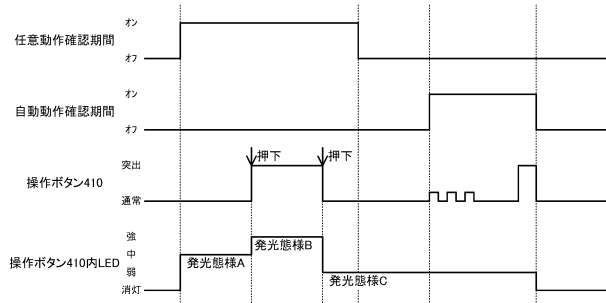 オン
任意動作確認期間
オフ
オン
自動動作確認期間
オフ
押下 押下
突出
操作ボタン410
通常
強
発光態様B
中
操作ボタン410内LED
発光態様A
弱
発光態様C
消灯